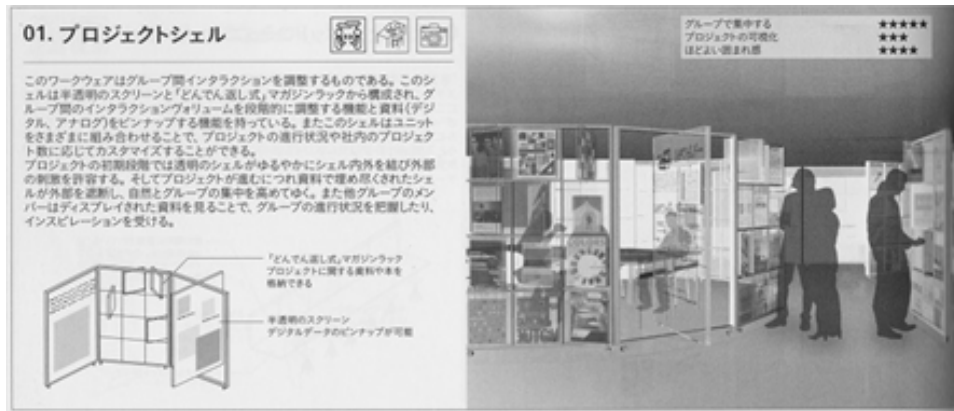 01. プロジェクトシェル
このワークウェアはグループ間インタラクションを調整するものである。このシ
ェルは半透明のスクリーンと「どんでん返し式」マガジンラックから構成され、グ
ループ間のインタラクションヴォリュームを段階的に調整する機能と資料(デジ
タル、アナログ)をピンナップする機能を持っている。またこのシェルはユニット
をさまざまに組み合わせることで、プロジェクトの進行状況や社内のプロジェク
ト数に応じてカスタマイズすることができる。
プロジェクトの初期段階では透明のシェルがゆるやかにシェル内外を結び外部
の刺激を許容する。そしてプロジェクトが進むにつれ資料で埋め尽くされたシェ
ルが外部を遮断し、自然とグループの集中を高めてゆく。また他グループのメン
バーはディスプレイされた資料を見ることで、グループの進行状況を把握したり、
インスピレーションを受ける。
「どんでん返し式」マガジンラック
プロジェクトに関する資料や本を
格納できる
半透明のスクリーン
デジタルデータのピンナップが可能
グループで集中する ★★★★★
プロジェクトの可視化 ★★★
ほどよい囲まれ感 ★★★★